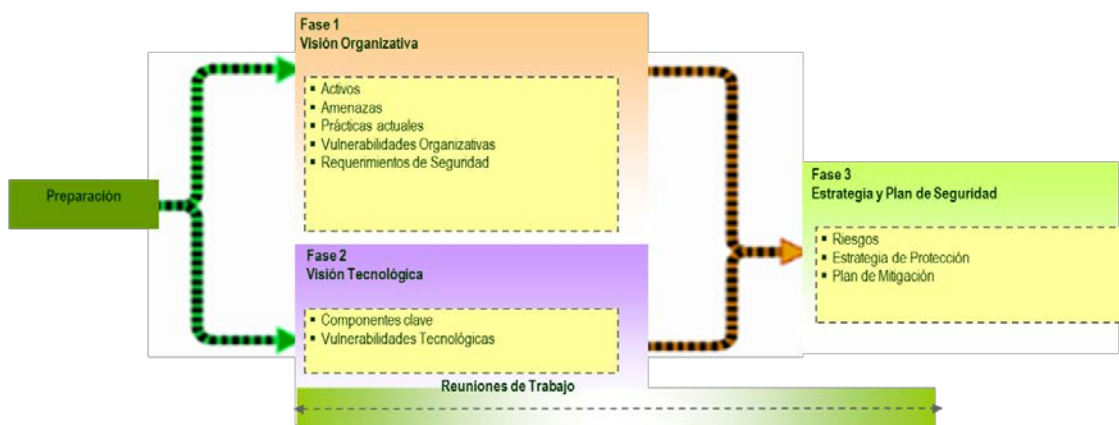 Preparación
Fase 1
Visión Organizativa
▪ Activos
▪ Amenazas
▪ Prácticas actuales
▪ Vulnerabilidades Organizativas
▪ Requerimientos de Seguridad
Fase 2
Visión Tecnológica
▪ Componentes clave
▪ Vulnerabilidades Tecnológicas
Fase 3
Estrategia y Plan de Seguridad
▪ Riesgos
▪ Estrategia de Protección
▪ Plan de Mitigación
Reuniones de Trabajo